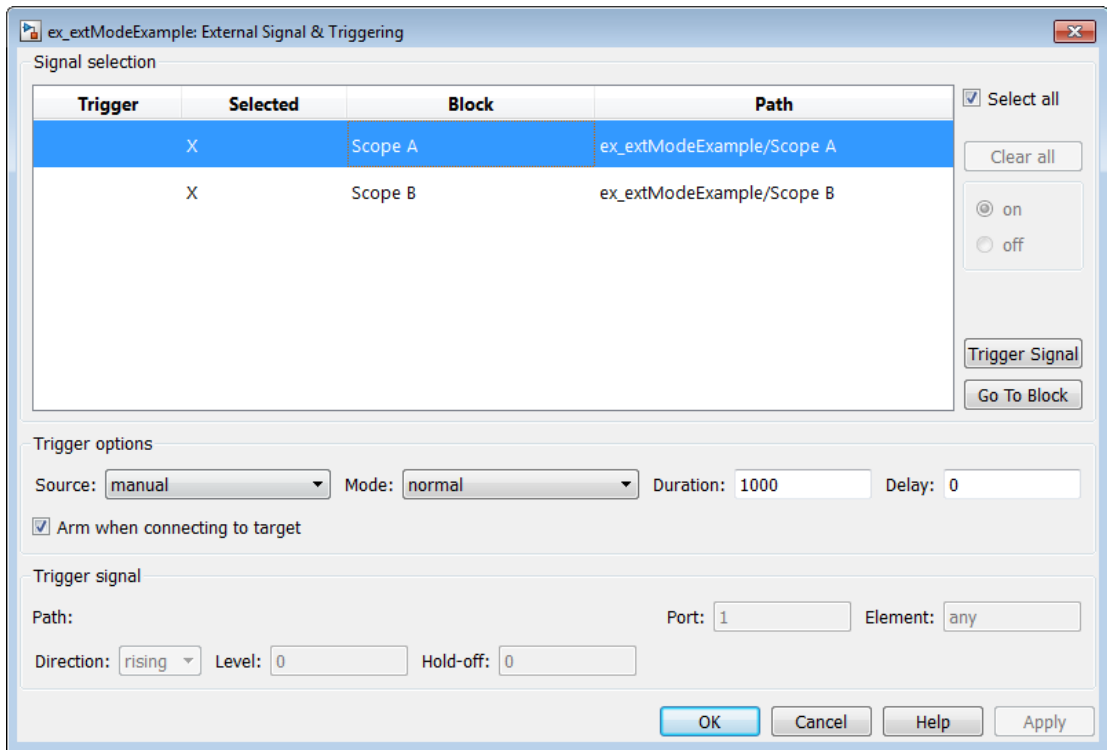 ex_extModeExample: External Signal & Triggering
Signal selection
Trigger Selected Block Path
X Scope A ex_extModeExample/Scope A
X Scope B ex_extModeExample/Scope B
Select all
Clear all
on
off
Trigger Signal
Go To Block
Trigger options
Source: manual Mode: normal Duration: 1000 Delay: 0
Arm when connecting to target
Trigger signal
Path: Port: 1 Element: any
Direction: rising Level: 0 Hold-off: 0
OK Cancel Help Apply